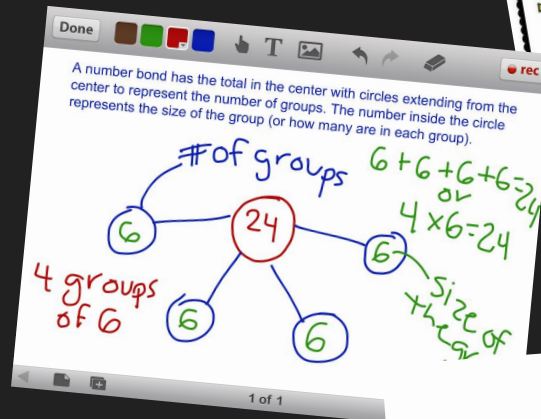 Done
T
rec
A number bond has the total in the center with circles extending from the
center to represent the number of groups. The number inside the circle
represents the size of the group (or how many are in each group).
# of groups
6+6+6+6=24
or
4x6=24
6
24
6
6
6
4 groups
of 6
size of
the
1 of 1